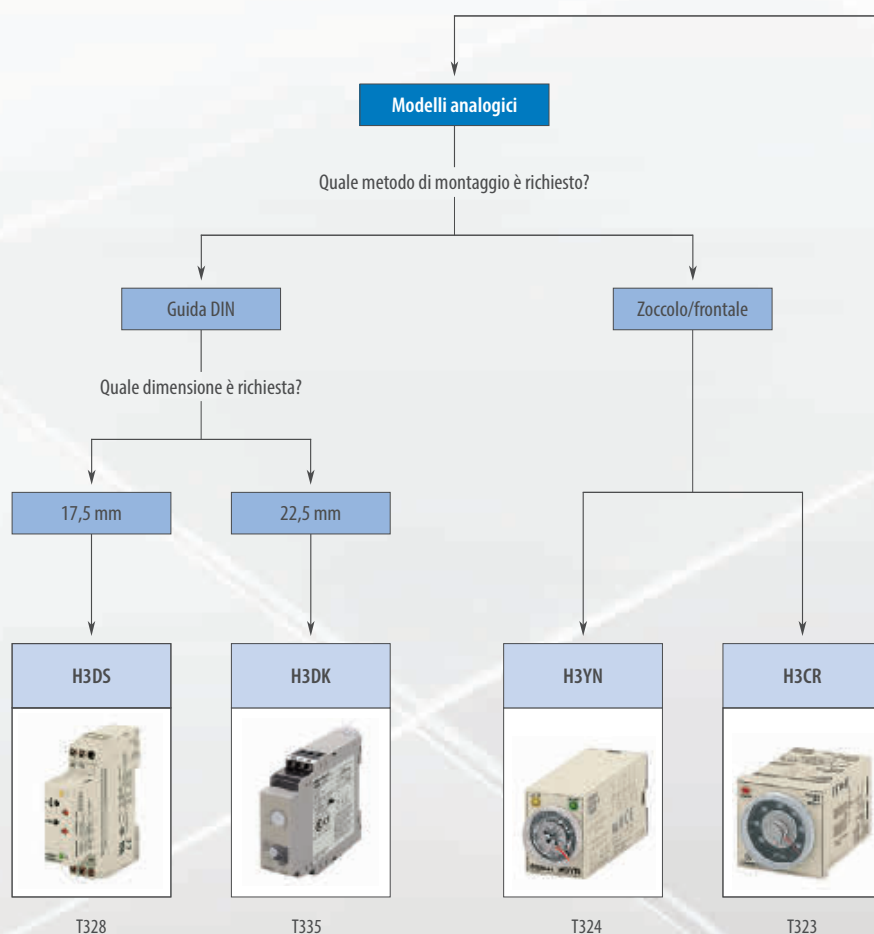 Modelli analogici
Quale metodo di montaggio è richiesto?
Guida DIN
Zoccolo/frontale
Quale dimensione è richiesta?
17,5 mm
22,5 mm
H3DS
H3DK
H3YN
H3CR
T328
T335
T324
T323